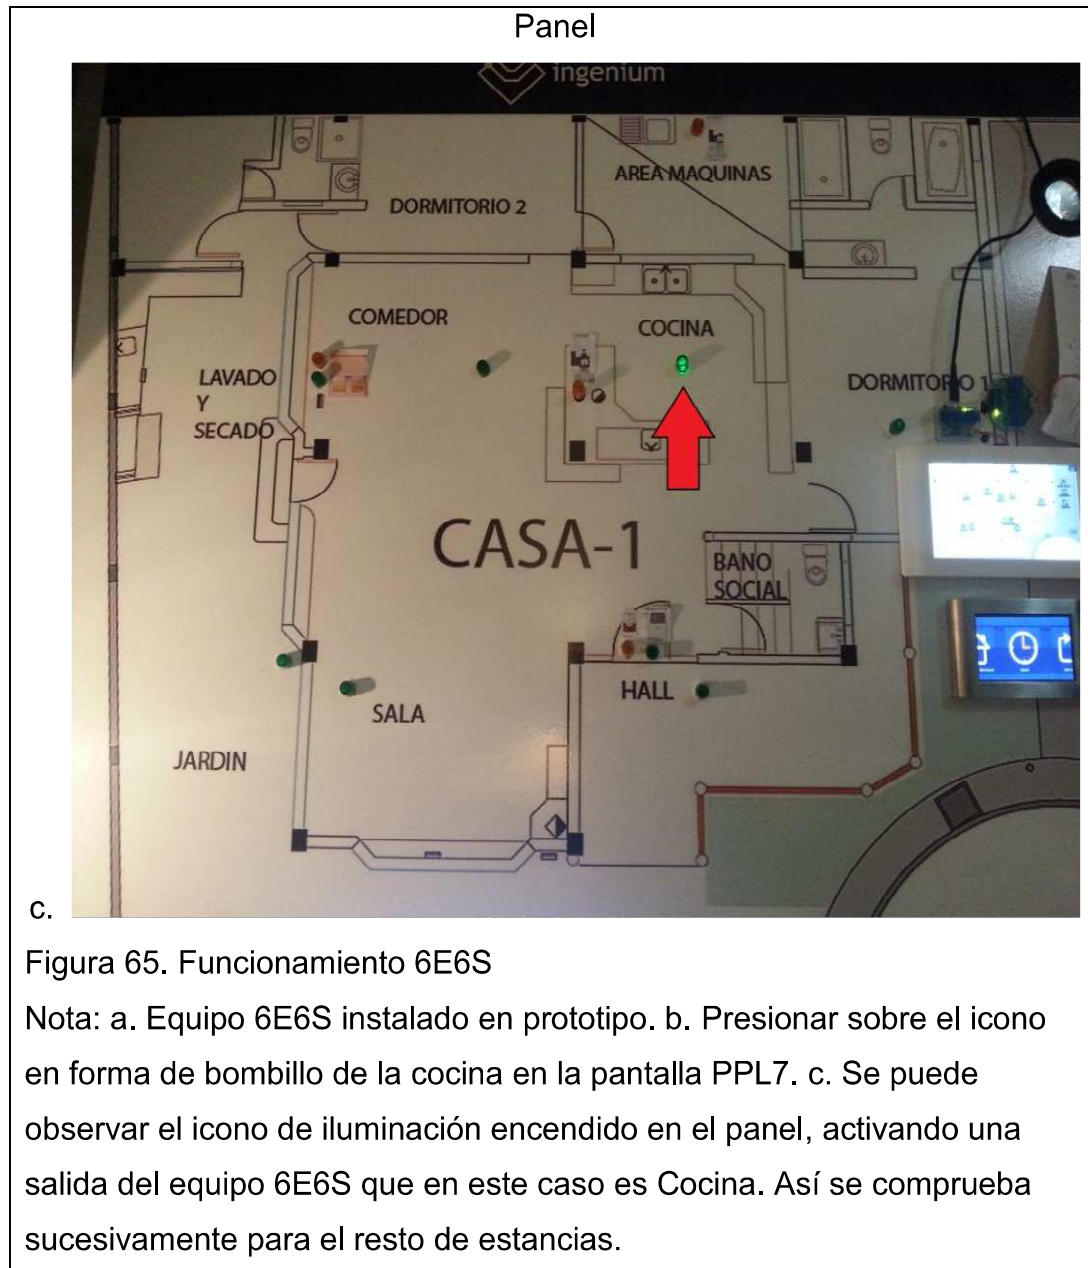 Panel
ingenium
AREA MAQUINAS
DORMITORIO 2
COMEDOR
COCINA
LAVADO
Y
SECADO
DORMITORIO 1
CASA-1
BANO
SOCIAL
HALL
SALA
JARDIN
c.
Figura 65. Funcionamiento 6E6S
Nota: a. Equipo 6E6S instalado en prototipo. b. Presionar sobre el icono
en forma de bombillo de la cocina en la pantalla PPL7. c. Se puede
observar el icono de iluminación encendido en el panel, activando una
salida del equipo 6E6S que en este caso es Cocina. Así se comprueba
sucesivamente para el resto de estancias.